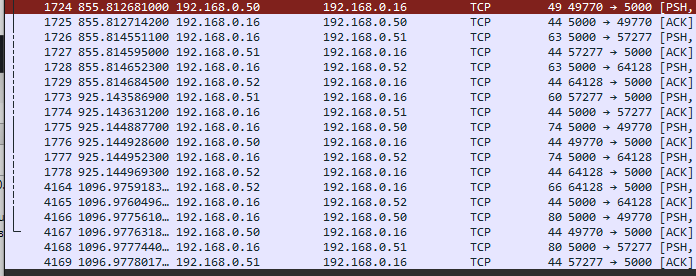 1724 855.812681000 192.168.0.50 192.168.0.16 TCP 49 49770 → 5000 [PSH,
1725 855.812714200 192.168.0.16 192.168.0.50 TCP 44 5000 → 49770 [ACK]
1726 855.814551100 192.168.0.16 192.168.0.51 TCP 63 5000 → 57277 [PSH,
1727 855.814595000 192.168.0.51 192.168.0.16 TCP 44 57277 → 5000 [ACK]
1728 855.814652300 192.168.0.16 192.168.0.52 TCP 63 5000 → 64128 [PSH,
1729 855.814684500 192.168.0.52 192.168.0.16 TCP 44 64128 → 5000 [ACK]
1773 925.143586900 192.168.0.51 192.168.0.16 TCP 60 57277 → 5000 [PSH,
1774 925.143631200 192.168.0.16 192.168.0.51 TCP 44 5000 → 57277 [ACK]
1775 925.144887700 192.168.0.16 192.168.0.50 TCP 74 5000 → 49770 [PSH,
1776 925.144928600 192.168.0.50 192.168.0.16 TCP 44 49770 → 5000 [ACK]
1777 925.144952300 192.168.0.16 192.168.0.52 TCP 74 5000 → 64128 [PSH,
1778 925.144969300 192.168.0.52 192.168.0.16 TCP 44 64128 → 5000 [ACK]
4164 1096.9759183… 192.168.0.52 192.168.0.16 TCP 66 64128 → 5000 [PSH,
4165 1096.9760496… 192.168.0.16 192.168.0.52 TCP 44 5000 → 64128 [ACK]
4166 1096.9775610… 192.168.0.16 192.168.0.50 TCP 80 5000 → 49770 [PSH,
4167 1096.9776318… 192.168.0.50 192.168.0.16 TCP 44 49770 → 5000 [ACK]
4168 1096.9777440… 192.168.0.16 192.168.0.51 TCP 80 5000 → 57277 [PSH,
4169 1096.9778017… 192.168.0.51 192.168.0.16 TCP 44 57277 → 5000 [ACK]